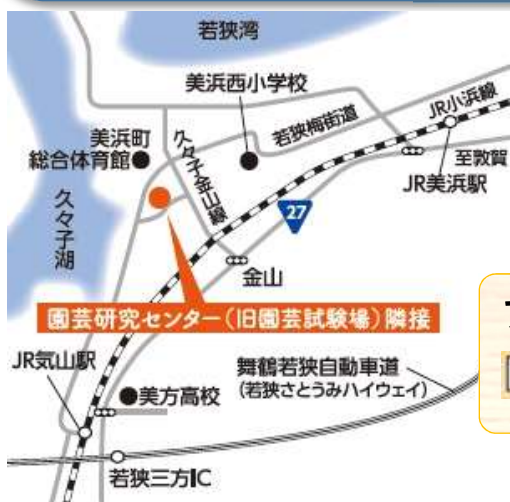 若狭湾
美浜西小学校
JR小浜線
若狭梅街道
美浜町
総合体育館
久々子金山線
至敦賀
JR美浜駅
久々子湖
27
金山
園芸研究センター(旧園芸試験場)隣接
JR気山駅
舞鶴若狭自動車道
(若狭さとうみハイウェイ)
美方高校
若狭三方IC